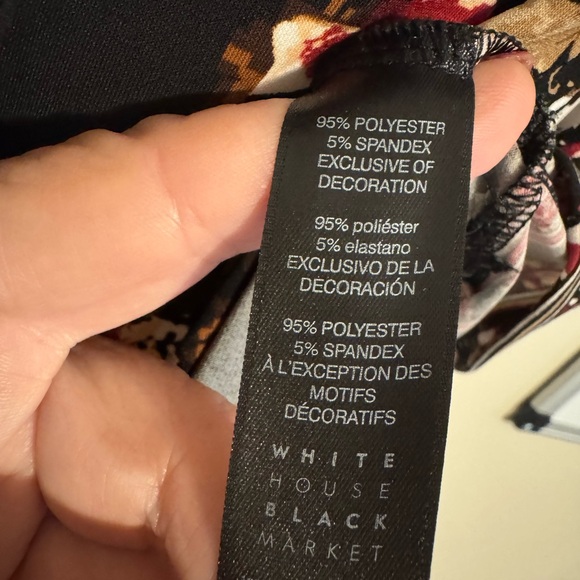 95% POLYESTER
5% SPANDEX
EXCLUSIVE OF
DECORATION
95% poliéster
5% elastano
EXCLUSIVO DE LA
DECORACIÓN
95% POLYESTER
5% SPANDEX
À L'EXCEPTION DES
MOTIFS
DÉCORATIFS
WHITE
HOUSE
BLACK
MARKET